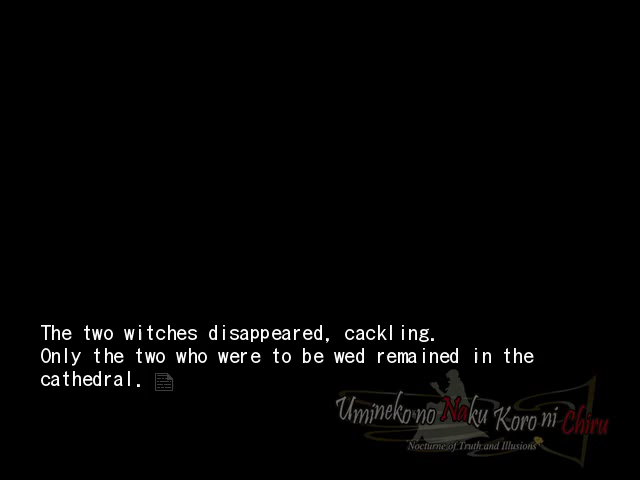 The two witches disappeared, cackling.
Only the two who were to be wed remained in the
cathedral.
Umineko no Naku Koro ni Chiru
Nocturne of Truth and Illusions